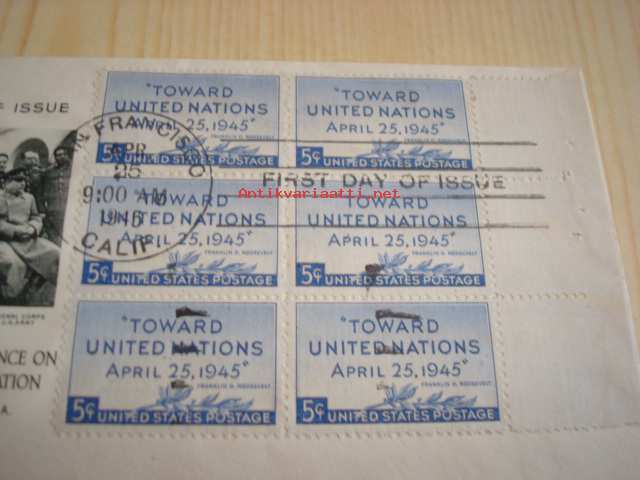 F ISSUE
"TOWARD
UNITED NATIONS
APRIL 25, 1945"
FRANKLIN D. ROOSEVELT
5¢ UNITED STATES POSTAGE
"TOWARD
UNITED NATIONS
APRIL 25, 1945"
FRANKLIN D. ROOSEVELT
5¢ UNITED STATES POSTAGE
N FRANCISCO
APR
25
9:00 AM
1945
CALIF
FIRST DAY OF ISSUE
Antikvariaatti.net
"TOWARD
UNITED NATIONS
APRIL 25, 1945"
FRANKLIN D. ROOSEVELT
5¢ UNITED STATES POSTAGE
"TOWARD
UNITED NATIONS
APRIL 25, 1945"
FRANKLIN D. ROOSEVELT
5¢ UNITED STATES POSTAGE
NAL CORPS
U.S. ARMY
"TOWARD
UNITED NATIONS
APRIL 25, 1945"
FRANKLIN D. ROOSEVELT
5¢ UNITED STATES POSTAGE
"TOWARD
UNITED NATIONS
APRIL 25, 1945"
FRANKLIN D. ROOSEVELT
5¢ UNITED STATES POSTAGE
NCE ON
ATION
A.